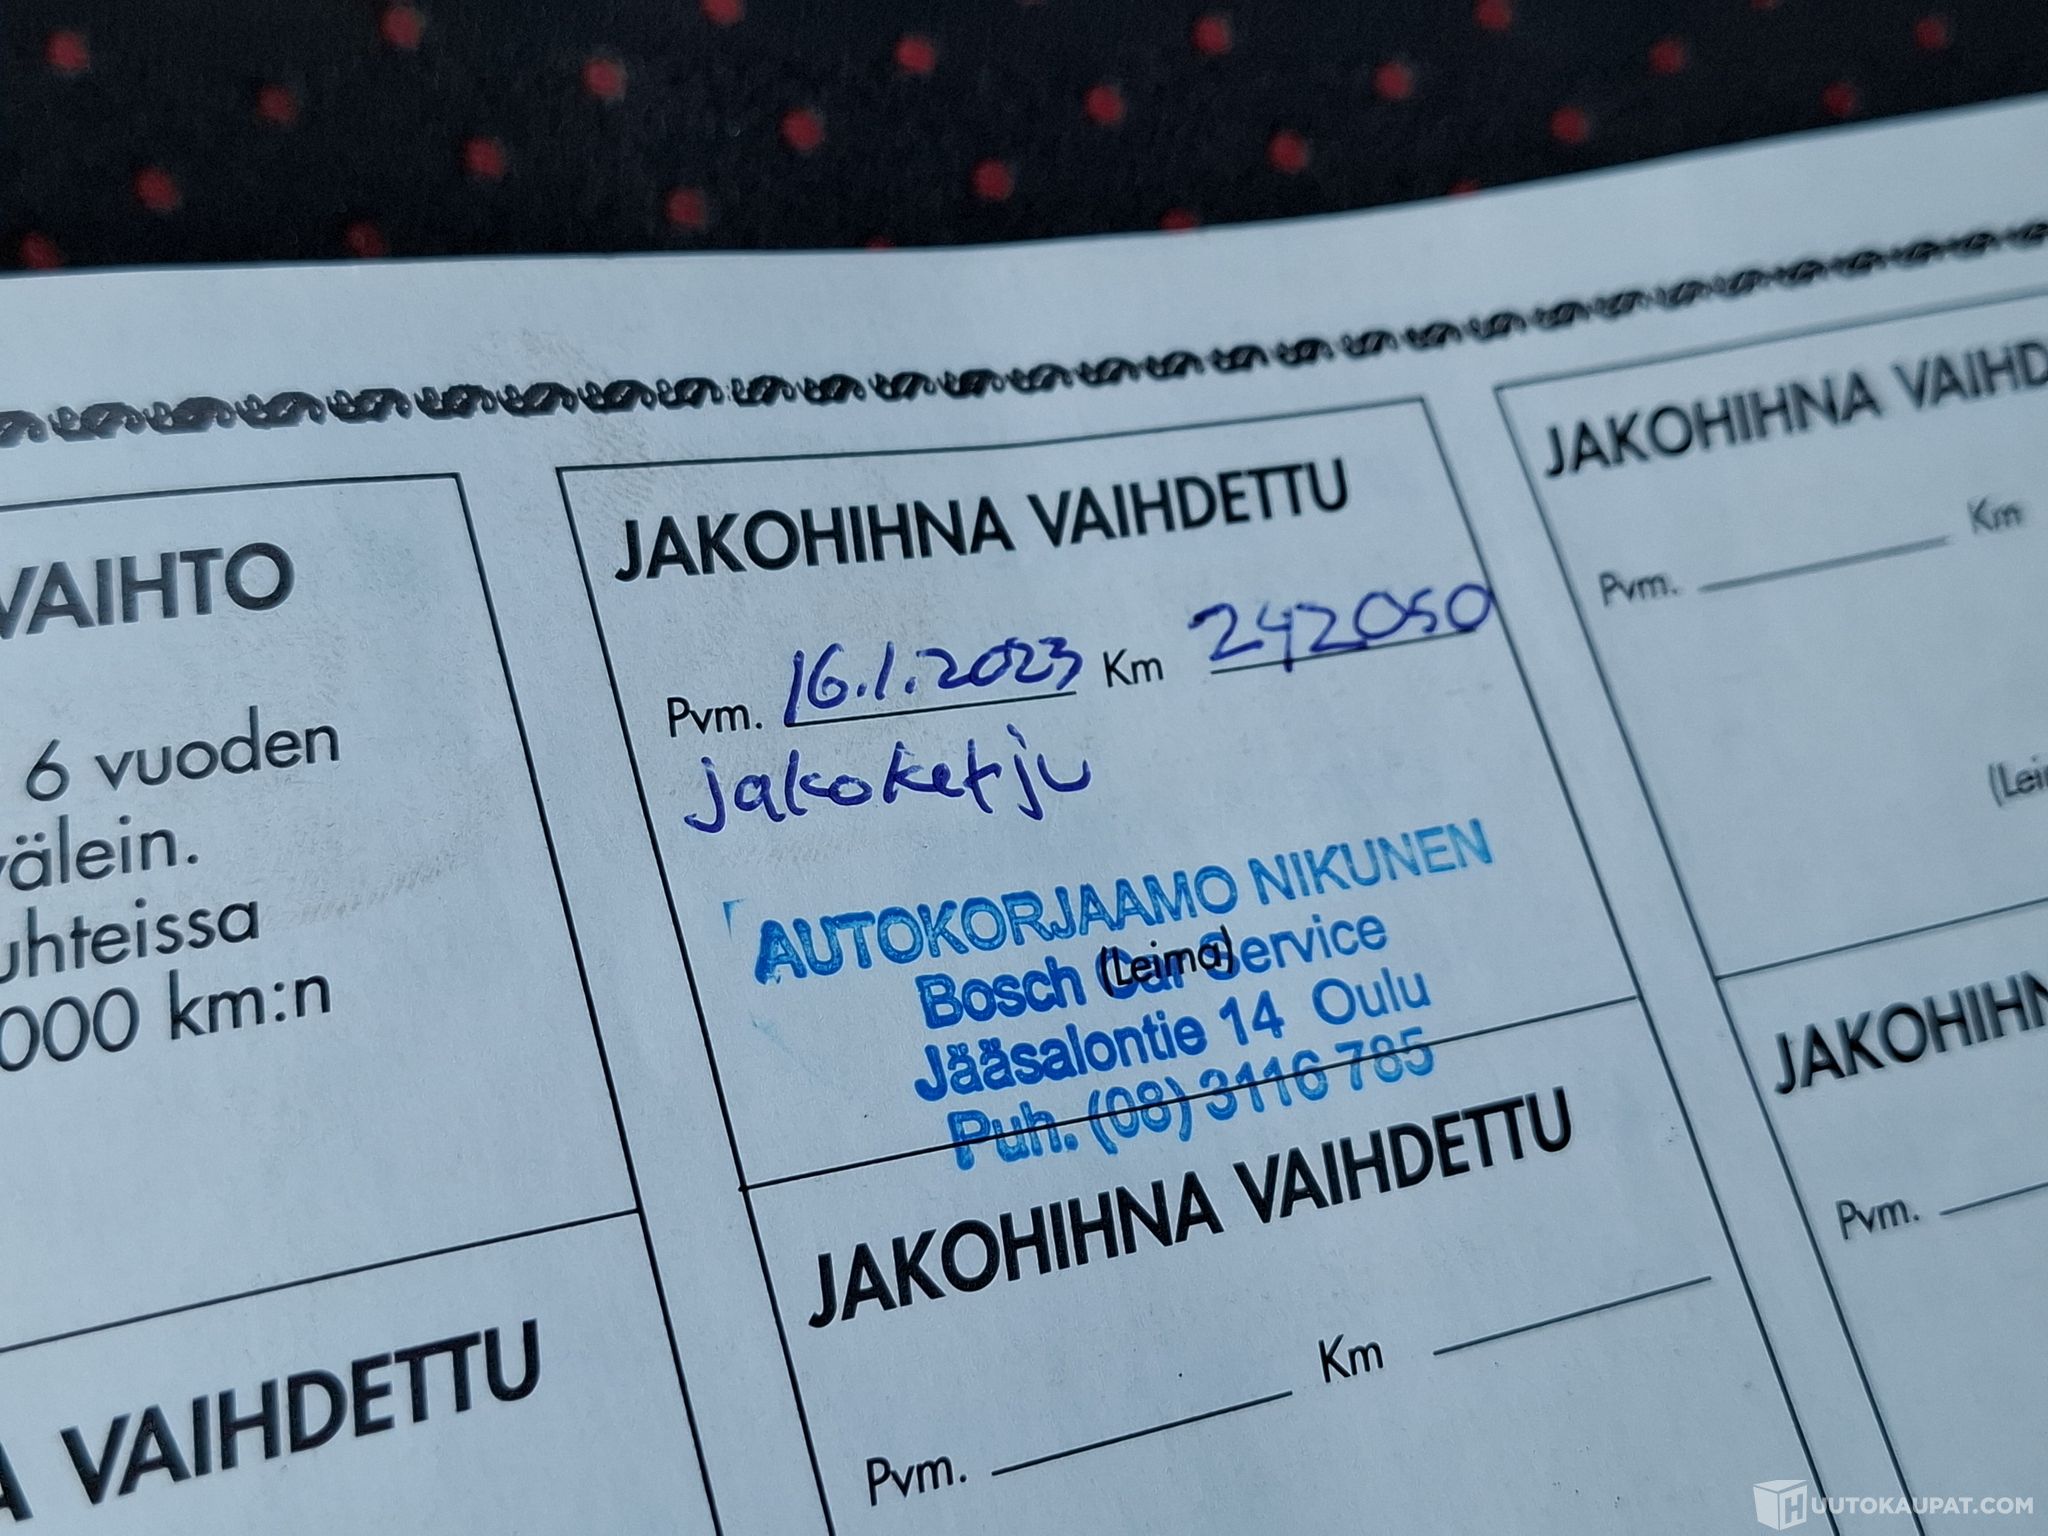 VAIHTO
6 vuoden
välein.
000 km:n
VAIHDETTU
JAKOHIHNA VAIHDETTU
Pvm. 16.1.2023 Km 242050
jakoketju
AUTOKORJAAMO NIKUNEN
Bosch Car Service
(Leima)
Jääsalontie 14 Oulu
Puh. (08) 3116 785
JAKOHIHNA VAIHDETTU
Km
Pvm.
JAKOHIHNA VAIHD
Km
Pvm.
(Lei
JAKOHIHN
Pvm.
HUUTOKAUPAT.COM